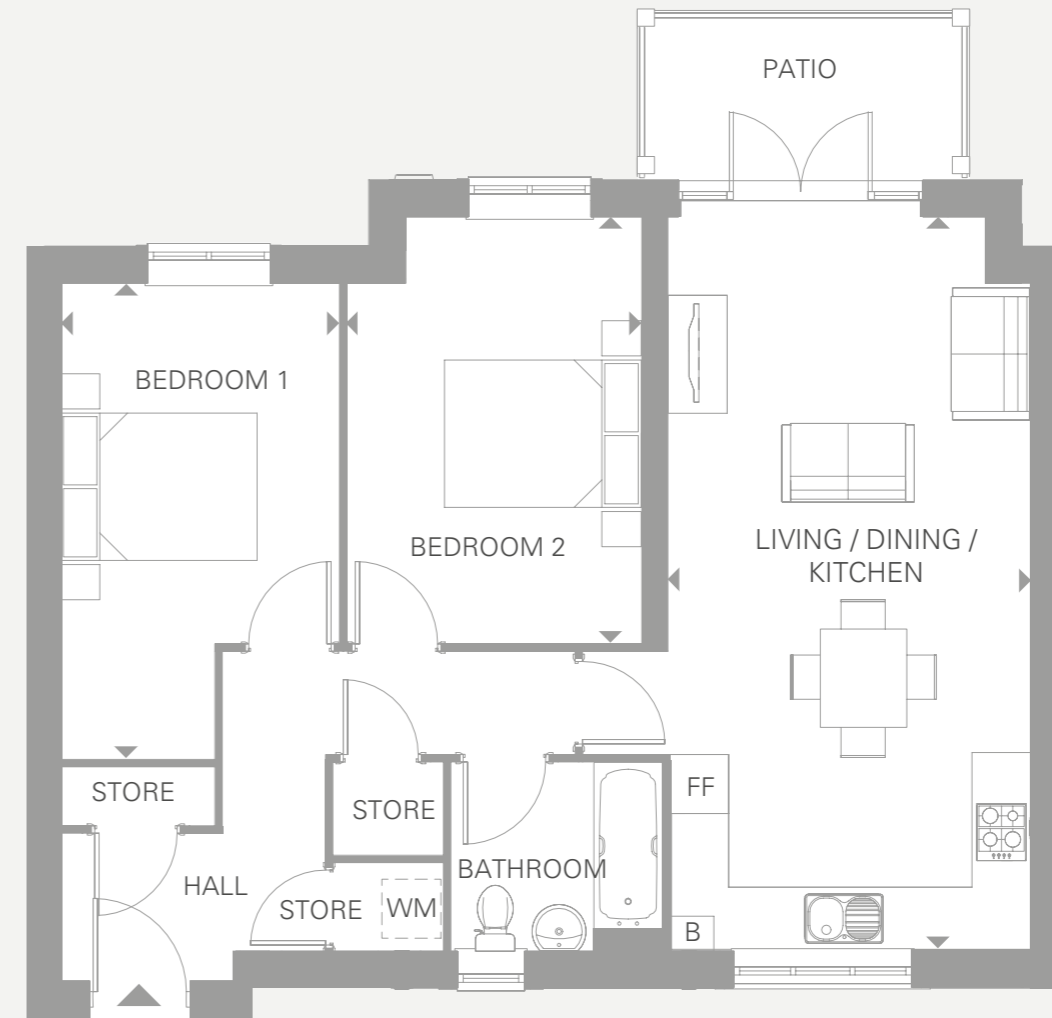 PATIO
BEDROOM 1
BEDROOM 2
LIVING / DINING /
KITCHEN
STORE
STORE
FF
HALL
STORE
WM
BATHROOM
B